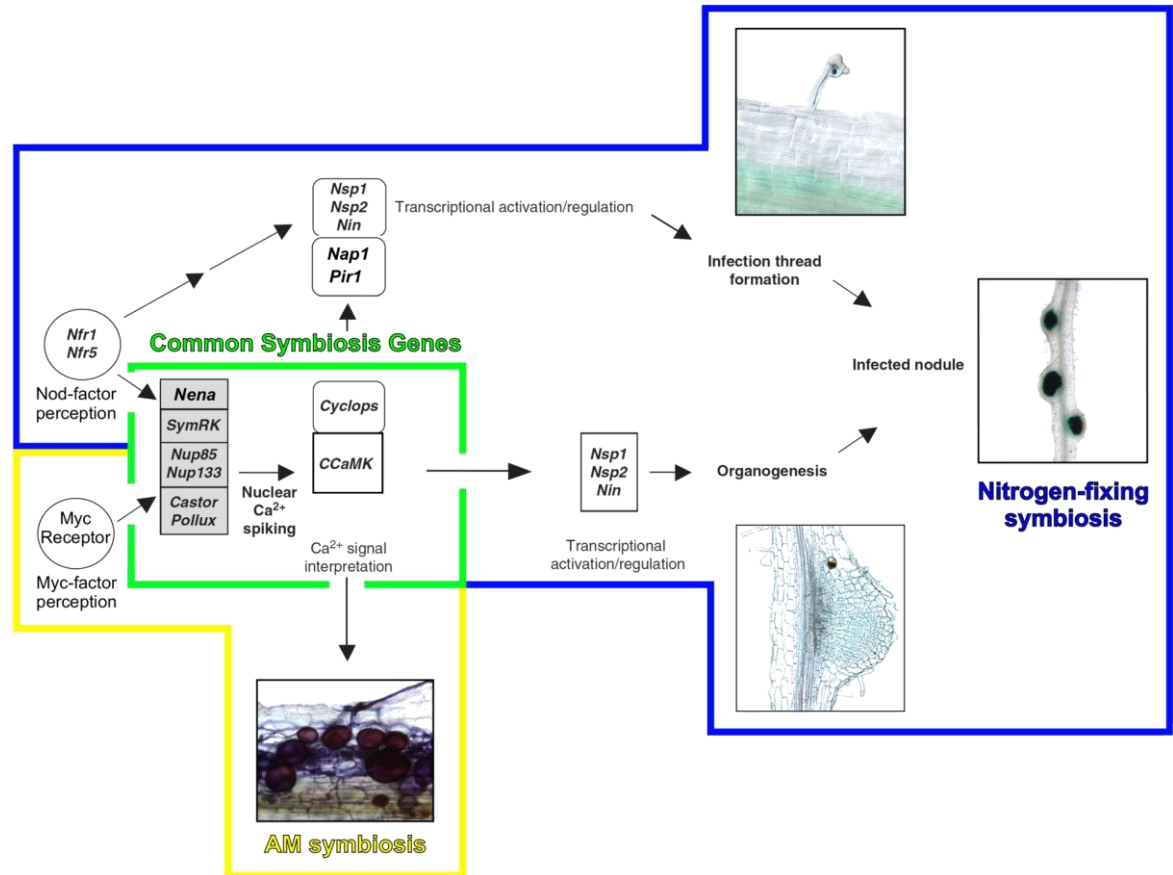 Nsp1
Nsp2
Nin
Transcriptional activation/regulation
Nap1
Pir1
Infection thread
formation
Nfr1
Nfr5
Nod-factor
perception
Common Symbiosis Genes
Infected nodule
Nena
SymRK
Nup85
Nup133
Castor
Pollux
Nuclear
Ca²⁺
spiking
Cyclops
CCaMK
Nsp1
Nsp2
Nin
Organogenesis
Nitrogen-fixing
symbiosis
Myc
Receptor
Myc-factor
perception
Ca²⁺ signal
interpretation
Transcriptional
activation/regulation
AM symbiosis